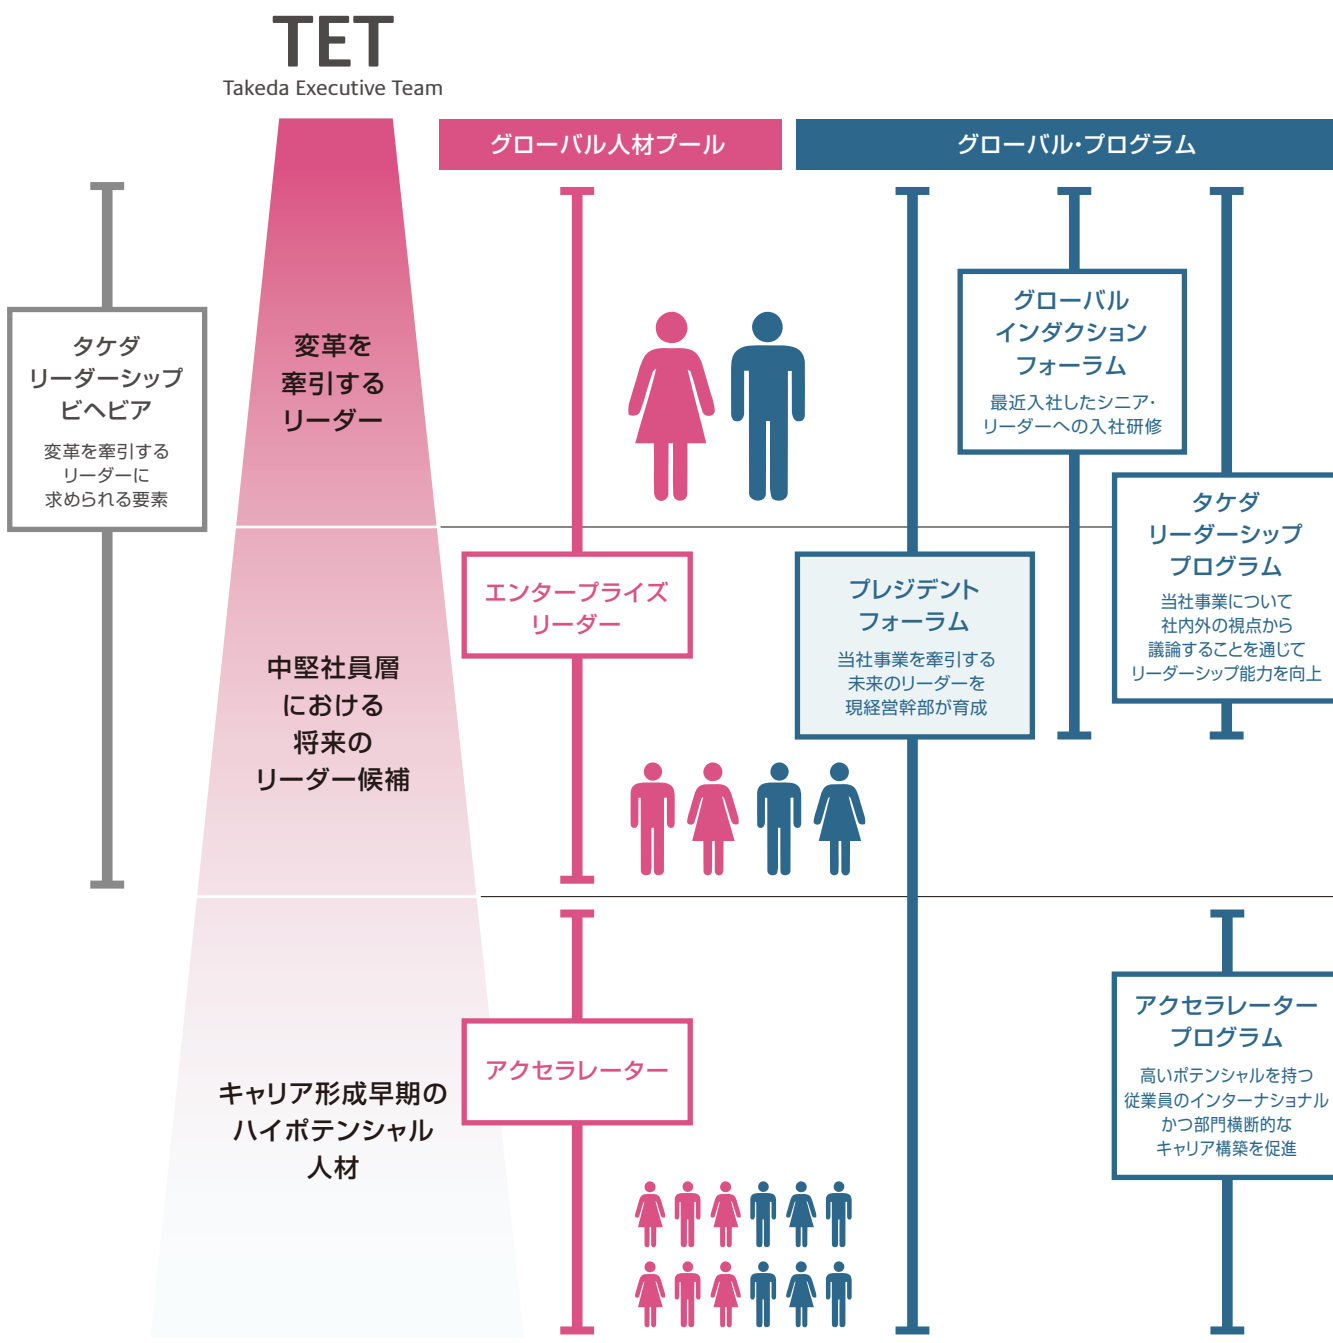 TET
Takeda Executive Team
グローバル人材プール
グローバル・プログラム
タケダ
リーダーシップ
ビヘビア
変革を牽引する
リーダーに
求められる要素
変革を
牽引する
リーダー
グローバル
インダクション
フォーラム
最近入社したシニア・
リーダーへの入社研修
タケダ
リーダーシップ
プログラム
当社事業について
社内外の視点から
議論することを通じて
リーダーシップ能力を向上
エンタープライズ
リーダー
プレジデント
フォーラム
当社事業を牽引する
未来のリーダーを
現経営幹部が育成
中堅社員層
における
将来の
リーダー候補
アクセラレーター
アクセラレーター
プログラム
高いポテンシャルを持つ
従業員のインターナショナル
かつ部門横断的な
キャリア構築を促進
キャリア形成早期の
ハイポテンシャル
人材